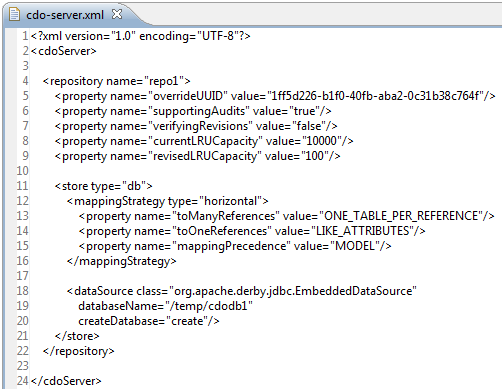 cdo-server.xml
1 <?xml version="1.0" encoding="UTF-8"?>
2 <cdoServer>
3
4 <repository name="repo1">
5 <property name="overrideUUID" value="1ff5d226-b1f0-40fb-aba2-0c31b38c764f"/>
6 <property name="supportingAudits" value="true"/>
7 <property name="verifyingRevisions" value="false"/>
8 <property name="currentLRUCapacity" value="10000"/>
9 <property name="revisedLRUCapacity" value="100"/>
10
11 <store type="db">
12 <mappingStrategy type="horizontal">
13 <property name="toManyReferences" value="ONE_TABLE_PER_REFERENCE"/>
14 <property name="toOneReferences" value="LIKE_ATTRIBUTES"/>
15 <property name="mappingPrecedence" value="MODEL"/>
16 </mappingStrategy>
17
18 <dataSource class="org.apache.derby.jdbc.EmbeddedDataSource"
19 databaseName="/temp/cdodb1"
20 createDatabase="create"/>
21 </store>
22 </repository>
23
24 </cdoServer>